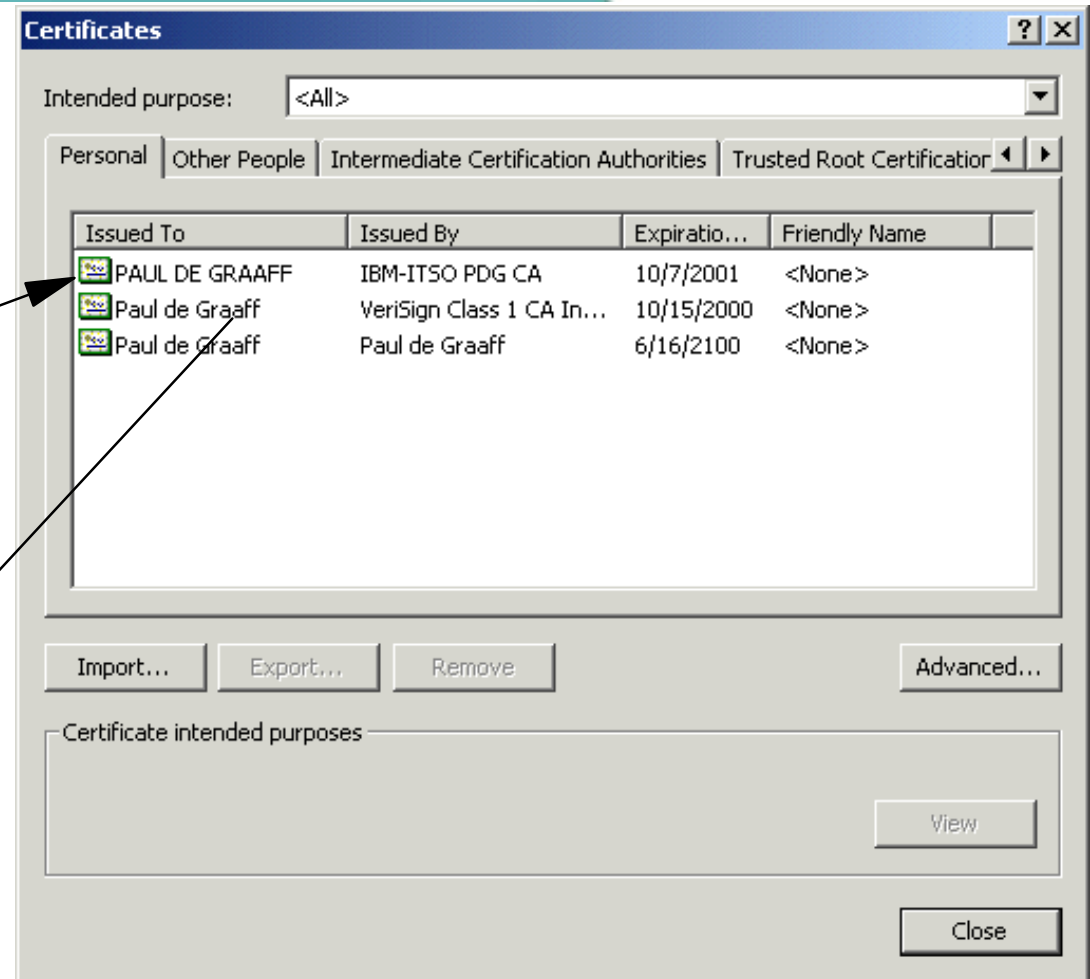 Certificates
Intended purpose: <All>
Personal Other People Intermediate Certification Authorities Trusted Root Certification
Issued To Issued By Expiratio... Friendly Name
PAUL DE GRAAFF IBM-ITSO PDG CA 10/7/2001 <None>
Paul de Graaff VeriSign Class 1 CA In... 10/15/2000 <None>
Paul de Graaff Paul de Graaff 6/16/2100 <None>
Import... Export... Remove Advanced...
Certificate intended purposes
View
Close